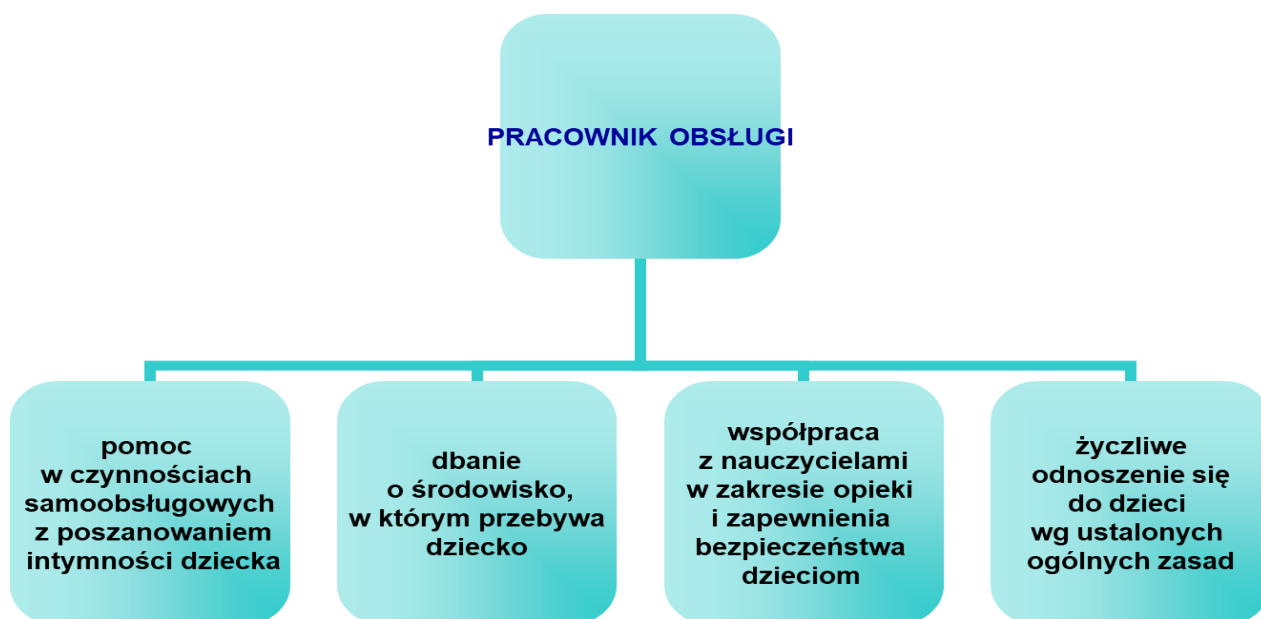 PRACOWNIK OBSŁUGI
pomoc
w czynnościach
samoobsługowych
z poszanowaniem
intymności dziecka
dbanie
o środowisko,
w którym przebywa
dziecko
współpraca
z nauczycielami
w zakresie opieki
i zapewnienia
bezpieczeństwa
dzieciom
życzliwe
odnoszenie się
do dzieci
wg ustalonych
ogólnych zasad